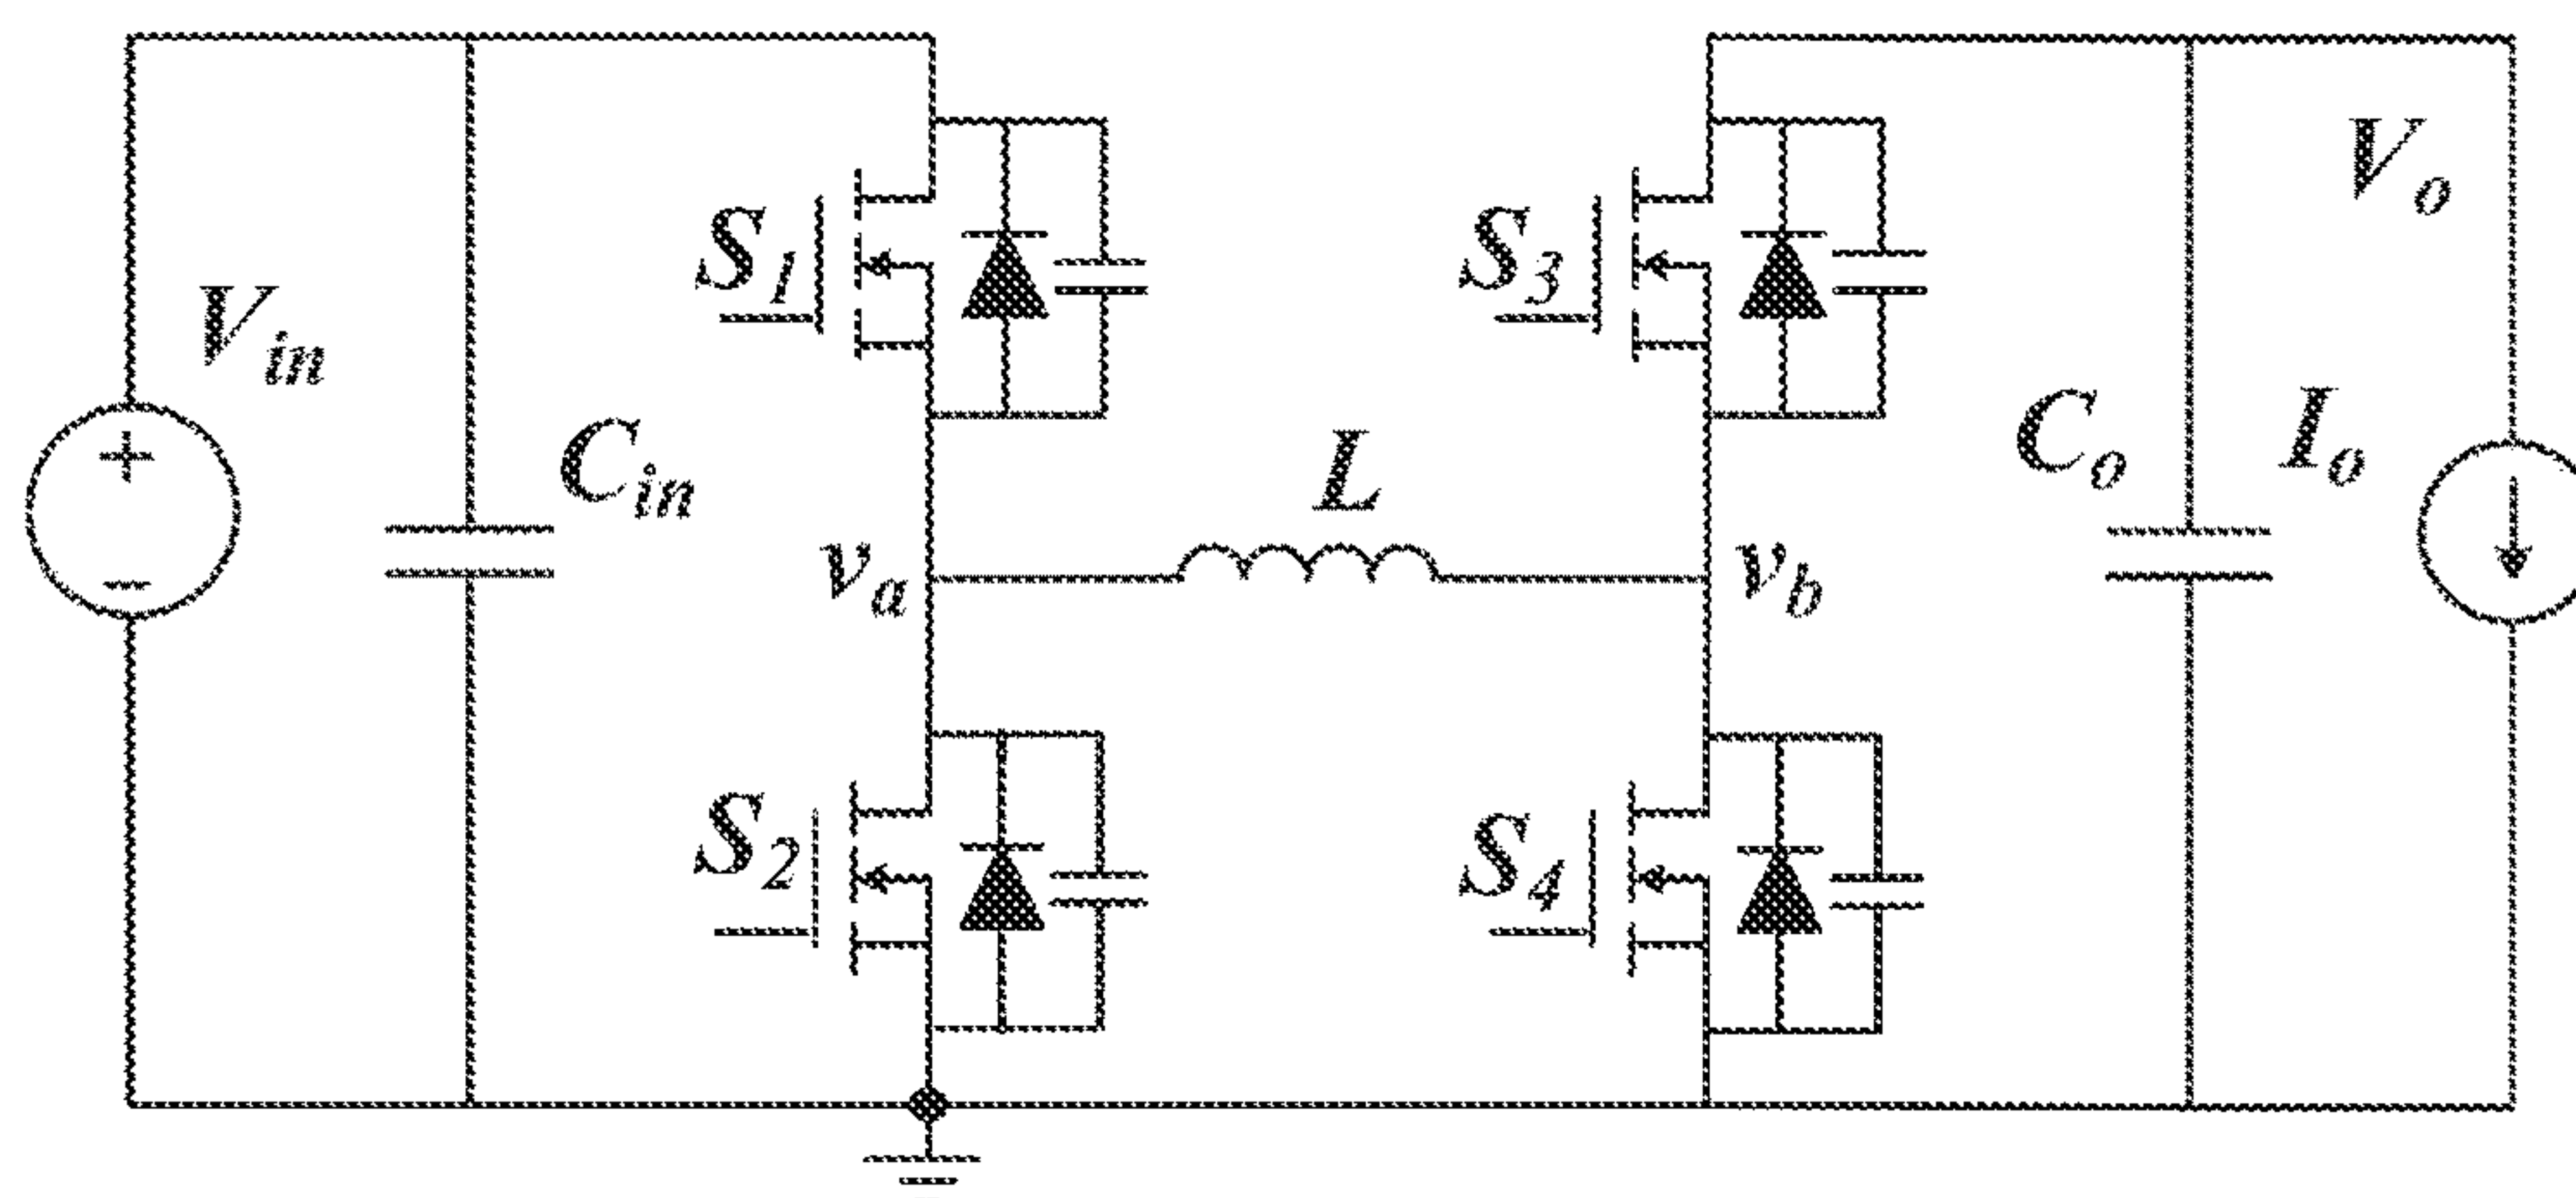 V_o
S_1
S_3
V_in
+
−
C_in
L
C_o
I_o
v_a
v_b
S_2
S_4